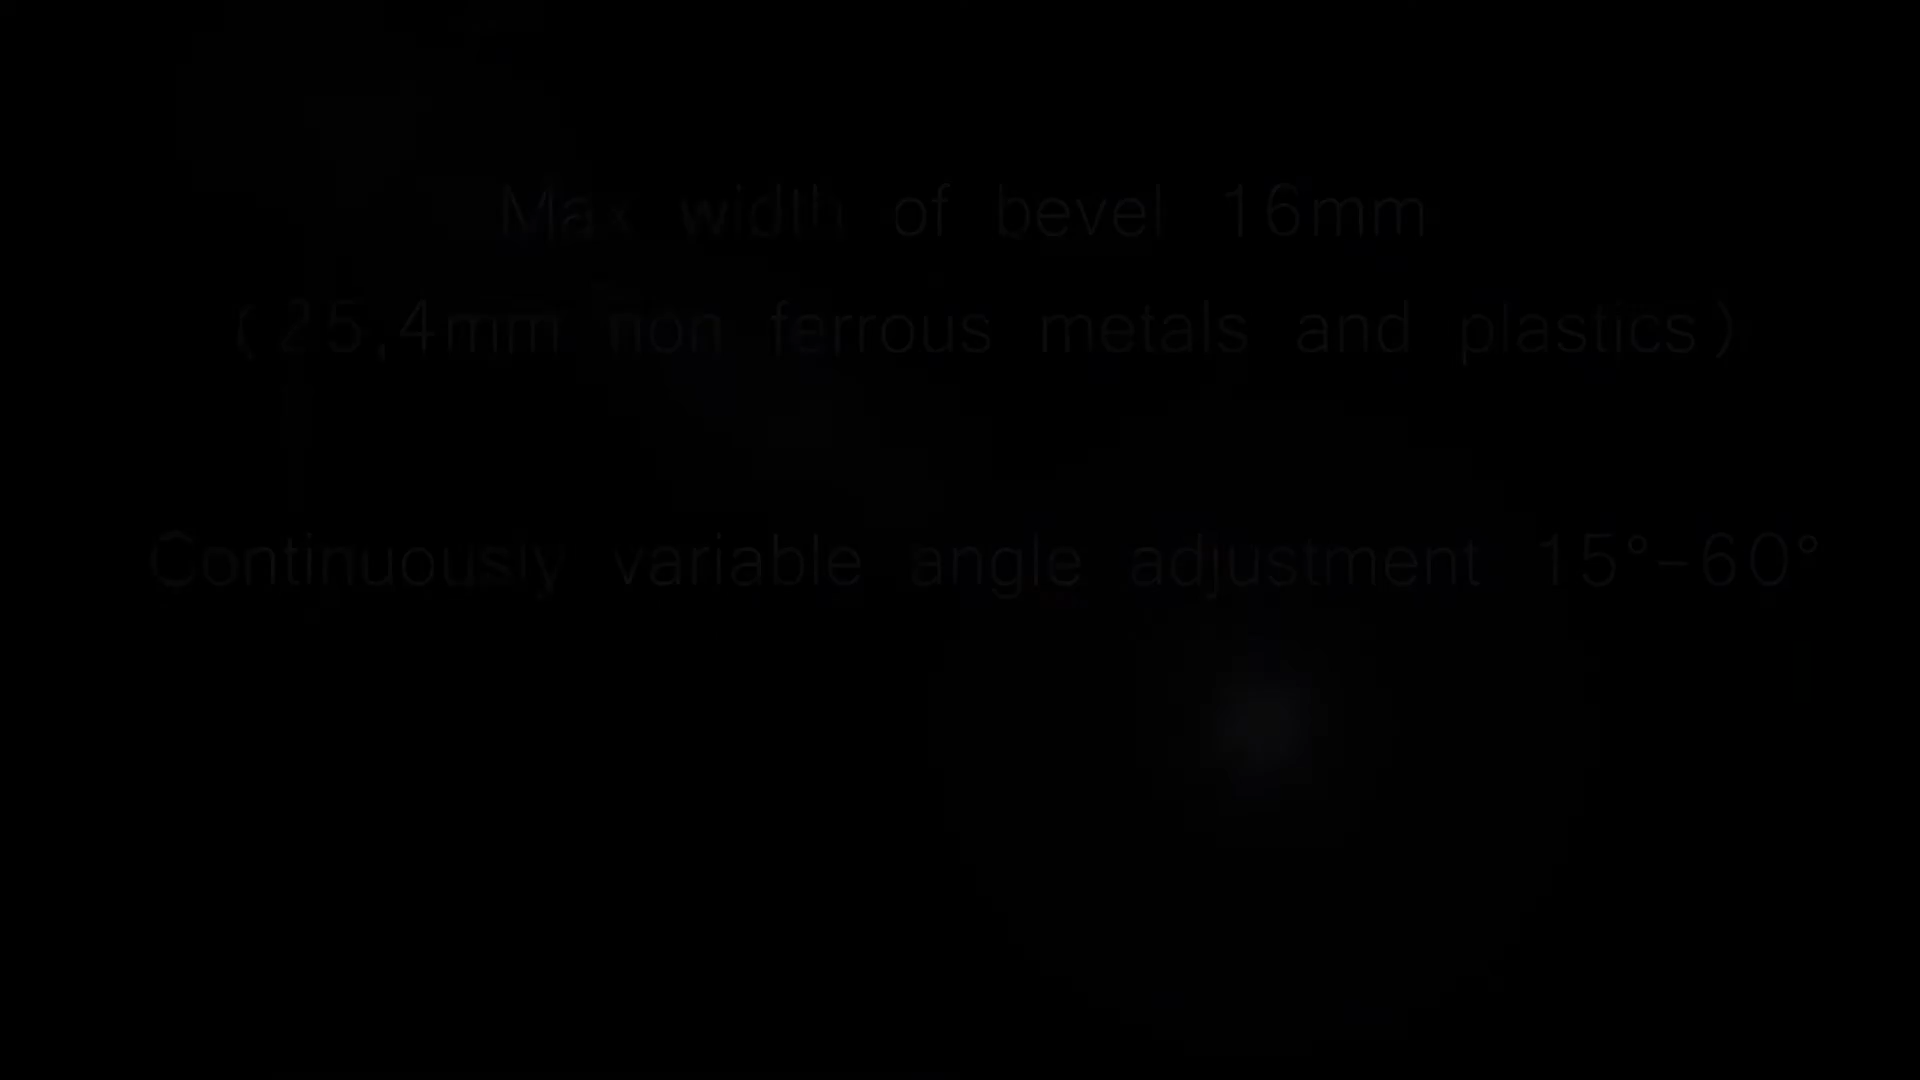 Max width of bevel 16mm
(25,4mm non ferrous metals and plastics)
Continuously variable angle adjustment 15°-60°